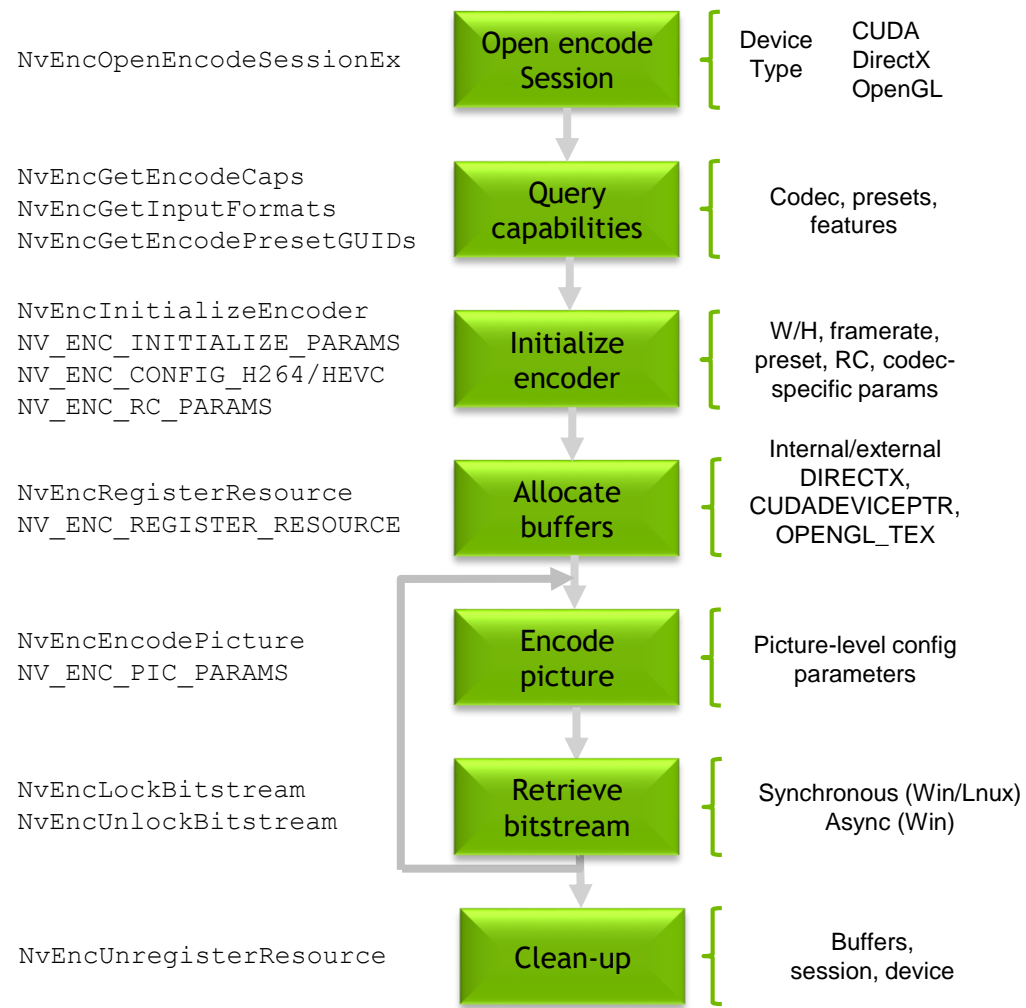 NvEncOpenEncodeSessionEx
Open encode
Session
Device
Type
CUDA
DirectX
OpenGL
NvEncGetEncodeCaps
NvEncGetInputFormats
NvEncGetEncodePresetGUIDs
Query
capabilities
Codec, presets,
features
NvEncInitializeEncoder
NV_ENC_INITIALIZE_PARAMS
NV_ENC_CONFIG_H264/HEVC
NV_ENC_RC_PARAMS
Initialize
encoder
W/H, framerate,
preset, RC, codec-
specific params
NvEncRegisterResource
NV_ENC_REGISTER_RESOURCE
Allocate
buffers
Internal/external
DIRECTX,
CUDADEVICEPTR,
OPENGL_TEX
NvEncEncodePicture
NV_ENC_PIC_PARAMS
Encode
picture
Picture-level config
parameters
NvEncLockBitstream
NvEncUnlockBitstream
Retrieve
bitstream
Synchronous (Win/Lnux)
Async (Win)
NvEncUnregisterResource
Clean-up
Buffers,
session, device